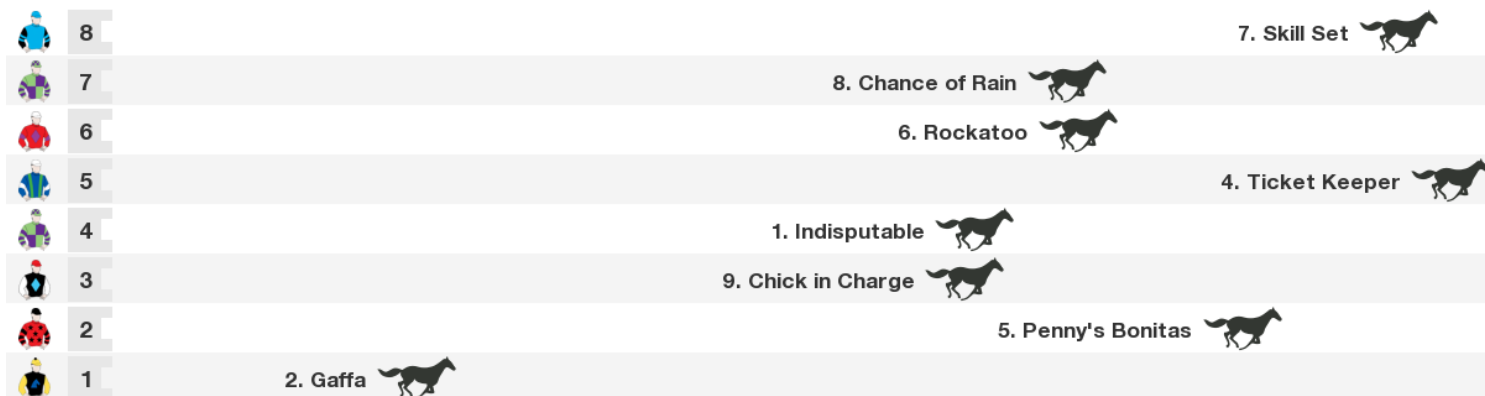 8 7. Skill Set
7 8. Chance of Rain
6 6. Rockatoo
5 4. Ticket Keeper
4 1. Indisputable
3 9. Chick in Charge
2 5. Penny's Bonitas
1 2. Gaffa